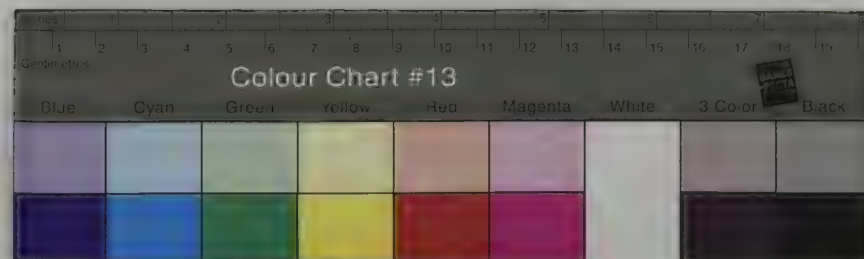 1 2 3 4 5 6 7
1 2 3 4 5 6 7 8 9 10 11 12 13 14 15 16 17 18 19
Centimetres
Colour Chart #13
Blue Cyan Green Yellow Red Magenta White 3 Color Black